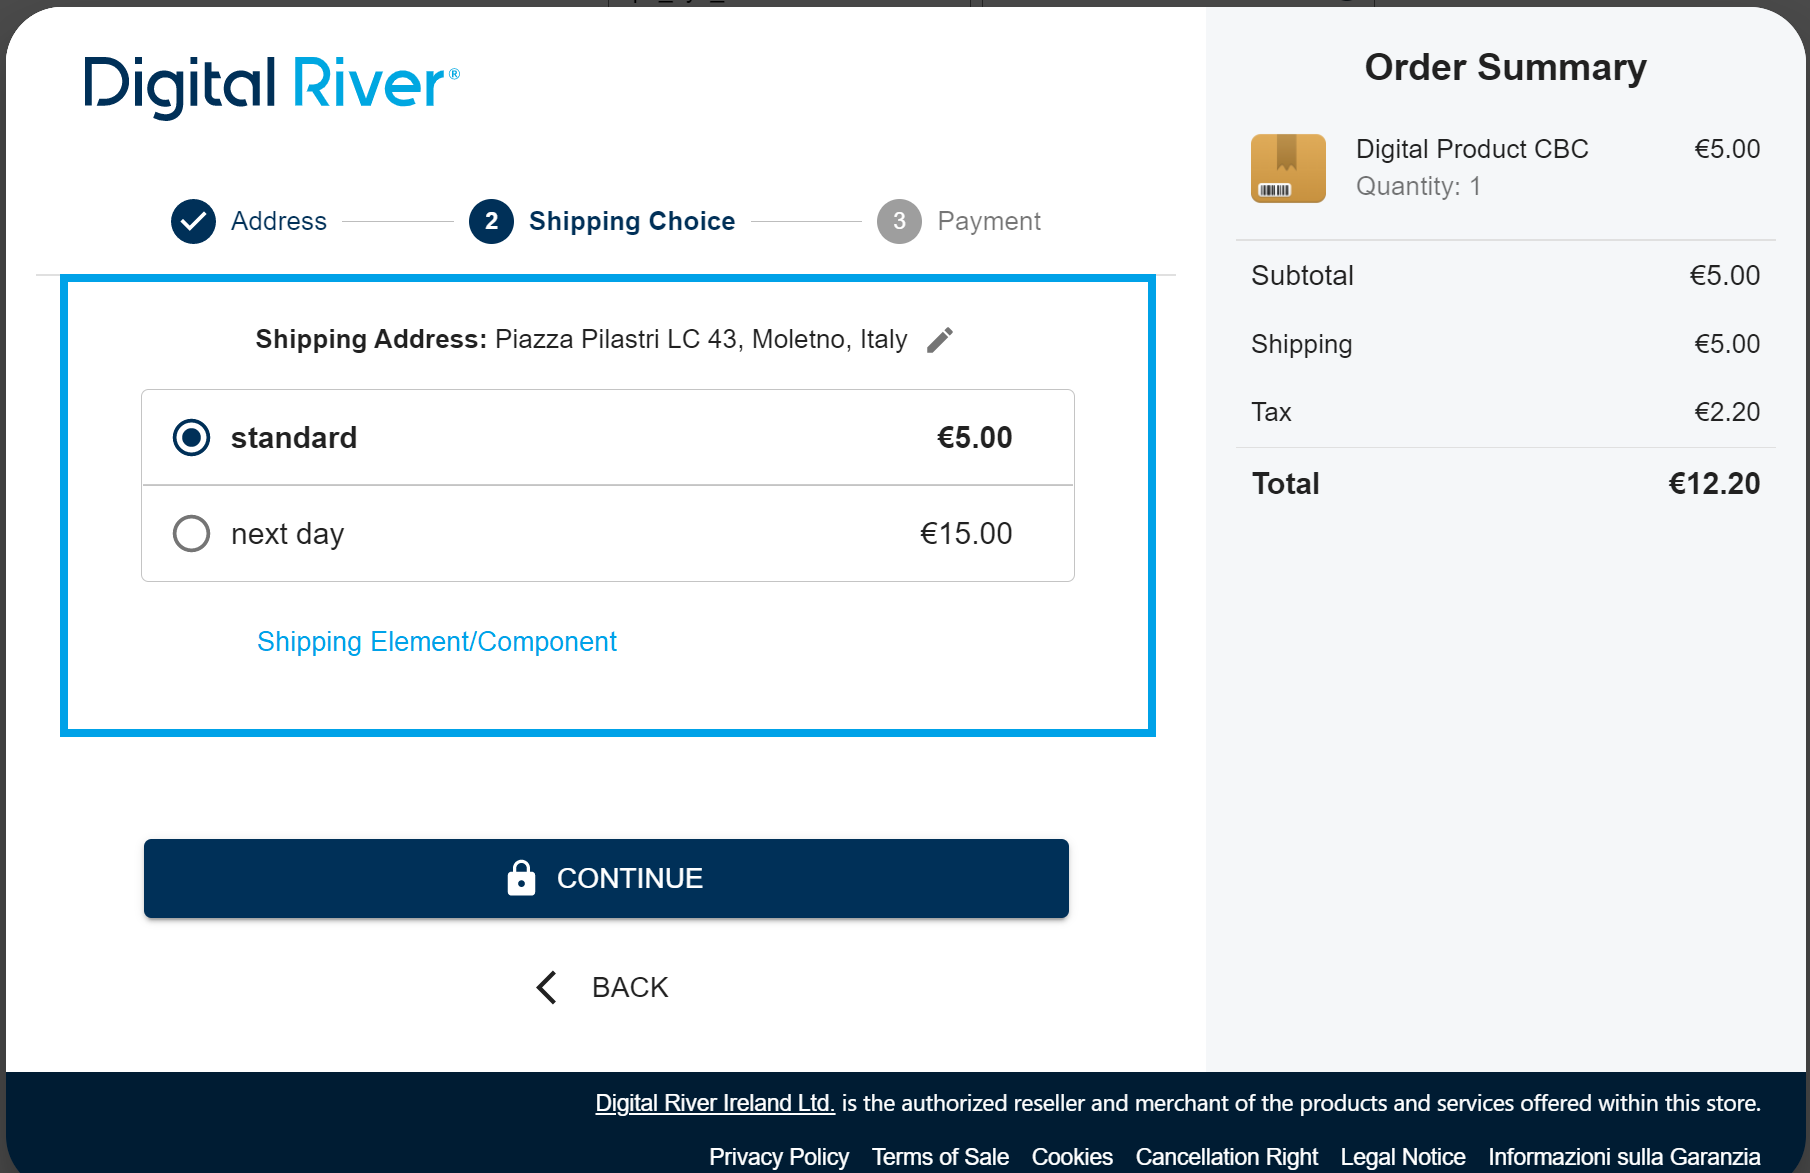 Digital River®
Address
2 Shipping Choice
3 Payment
Shipping Address: Piazza Pilastri LC 43, Moletno, Italy
standard €5.00
next day €15.00
Shipping Element/Component
CONTINUE
BACK
Order Summary
Digital Product CBC €5.00
Quantity: 1
Subtotal €5.00
Shipping €5.00
Tax €2.20
Total €12.20
Digital River Ireland Ltd. is the authorized reseller and merchant of the products and services offered within this store.
Privacy Policy Terms of Sale Cookies Cancellation Right Legal Notice Informazioni sulla Garanzia